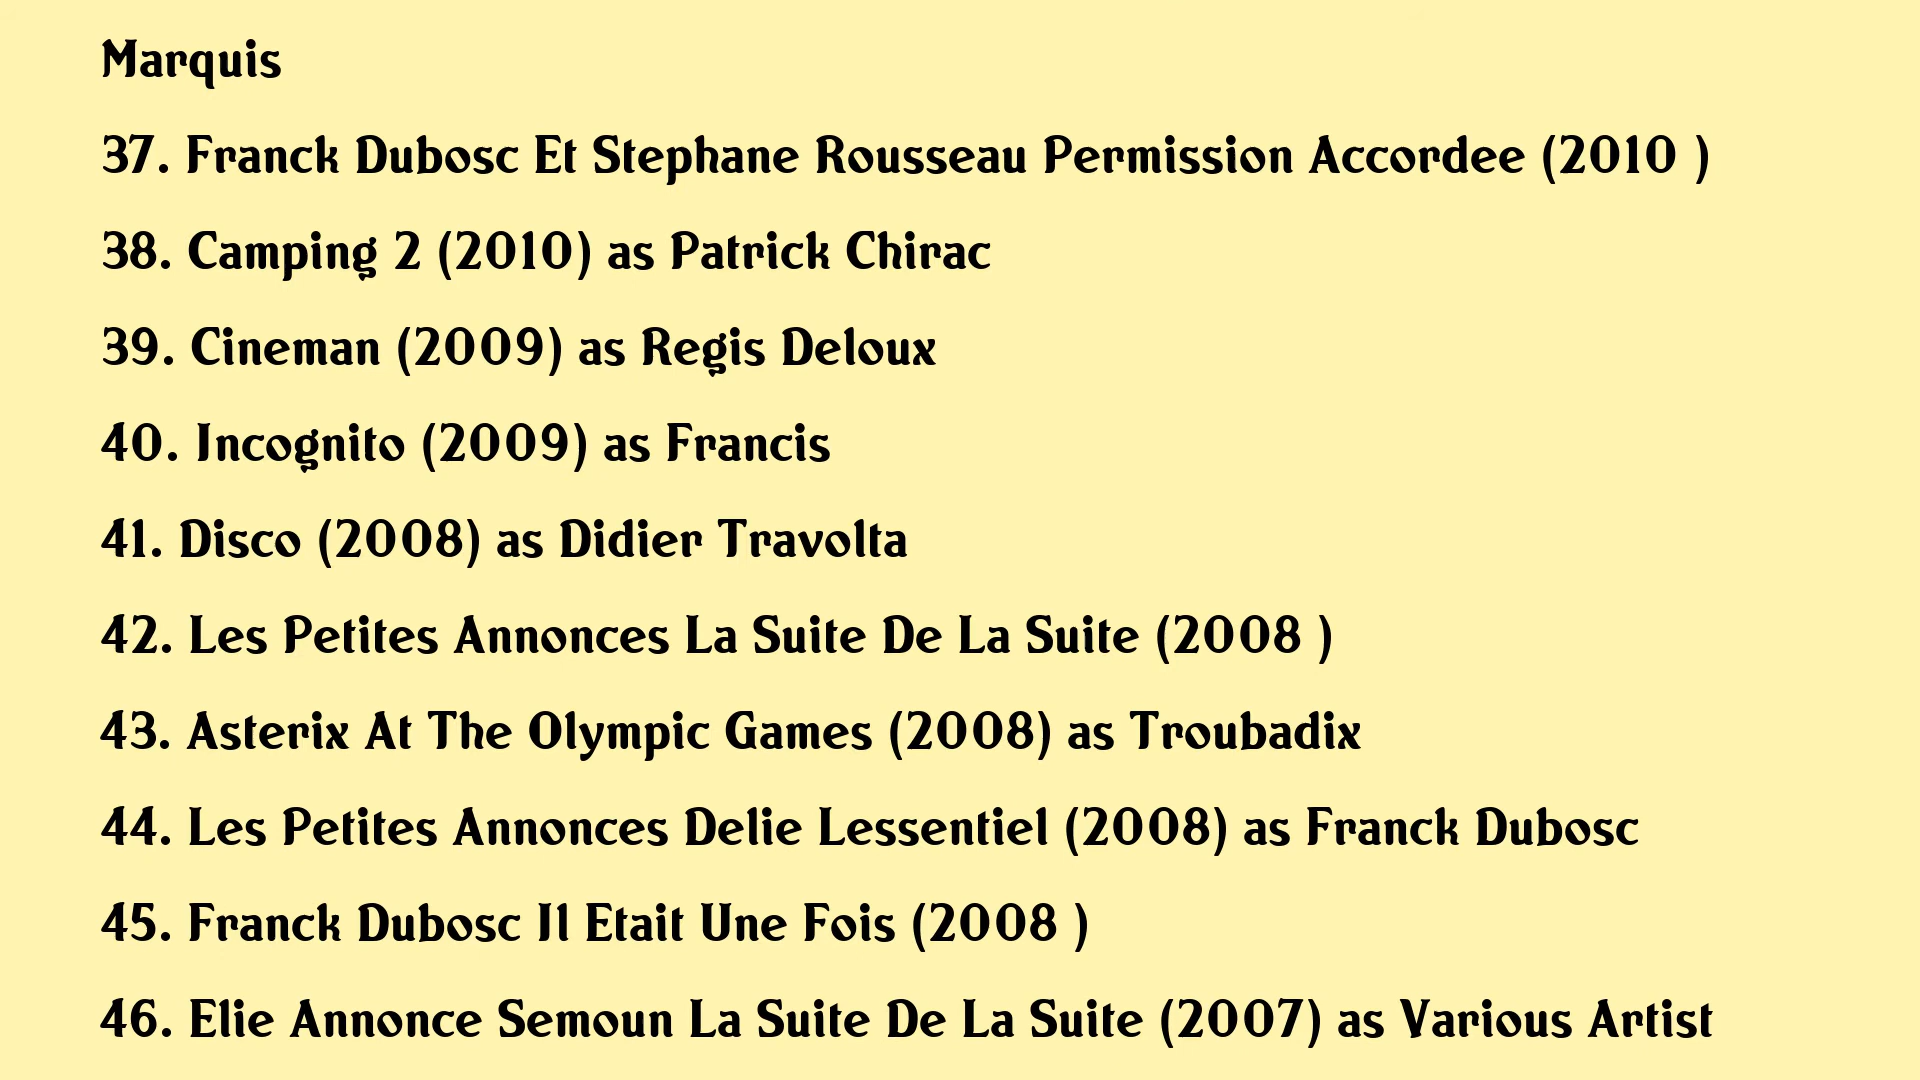 Marquis
37. Franck Dubosc Et Stephane Rousseau Permission Accordee (2010 )
38. Camping 2 (2010) as Patrick Chirac
39. Cineman (2009) as Regis Deloux
40. Incognito (2009) as Francis
41. Disco (2008) as Didier Travolta
42. Les Petites Annonces La Suite De La Suite (2008 )
43. Asterix At The Olympic Games (2008) as Troubadix
44. Les Petites Annonces Delie Lessentiel (2008) as Franck Dubosc
45. Franck Dubosc Il Etait Une Fois (2008 )
46. Elie Annonce Semoun La Suite De La Suite (2007) as Various Artist